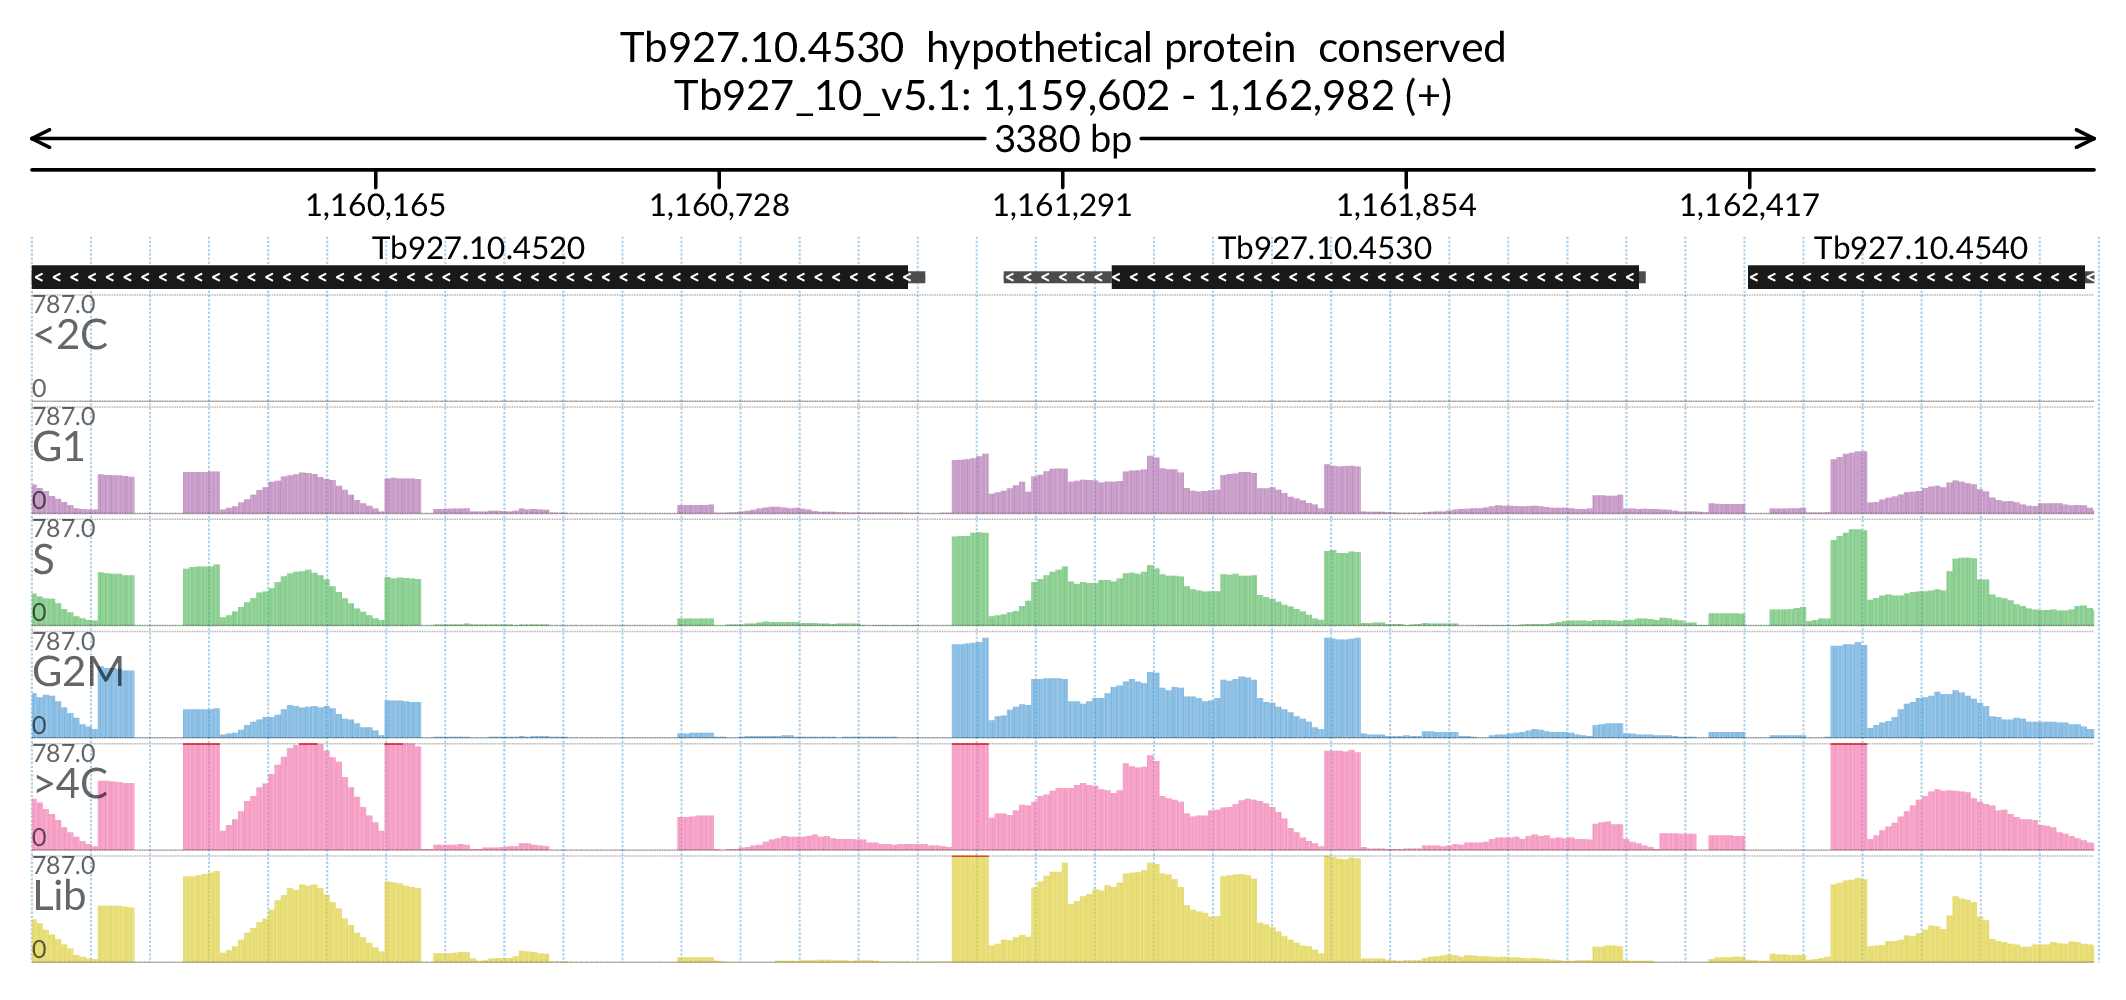 Tb927.10.4530  hypothetical protein  conserved
Tb927_10_v5.1: 1,159,602 - 1,162,982 (+)
3380 bp
1,160,165 1,160,728 1,161,291 1,161,854 1,162,417
Tb927.10.4520 Tb927.10.4530 Tb927.10.4540
787.0
<2C
0
787.0
G1
0
787.0
S
0
787.0
G2M
0
787.0
>4C
0
787.0
Lib
0